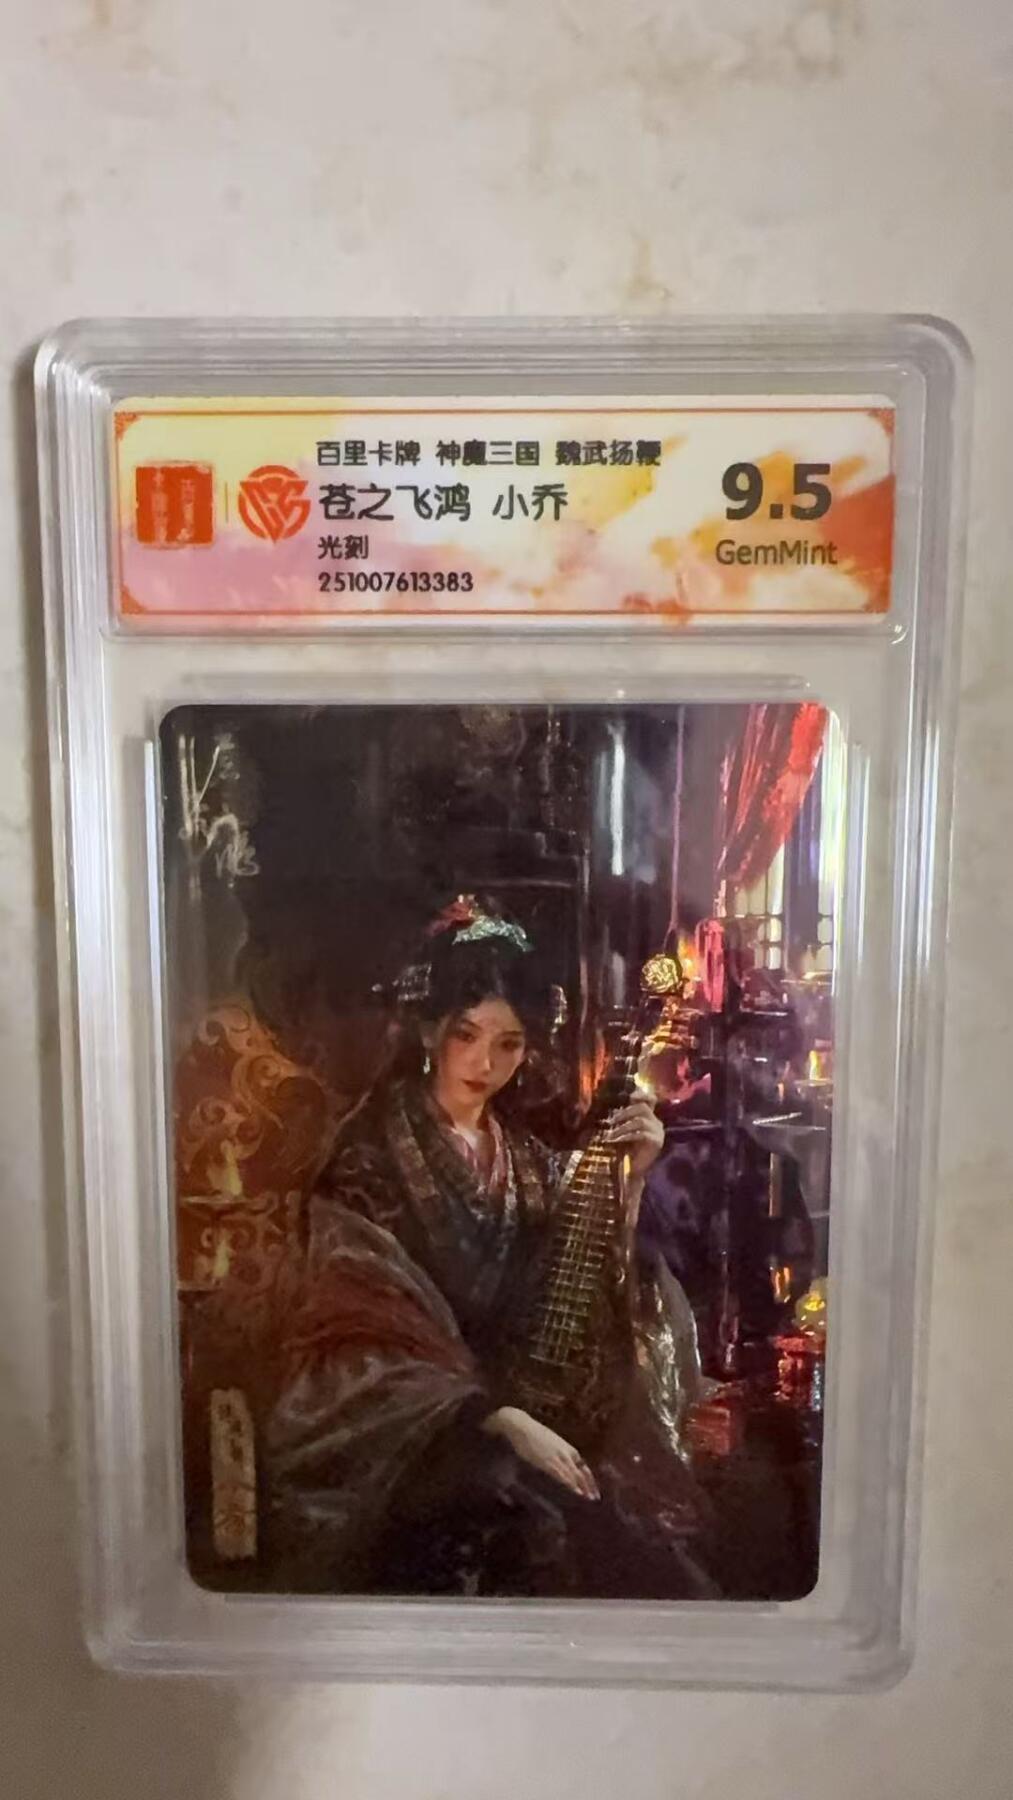 百里卡牌 神魔三国 魏武扬鞭
苍之飞鸿 小乔
光刻
251007613383
9.5
GemMint